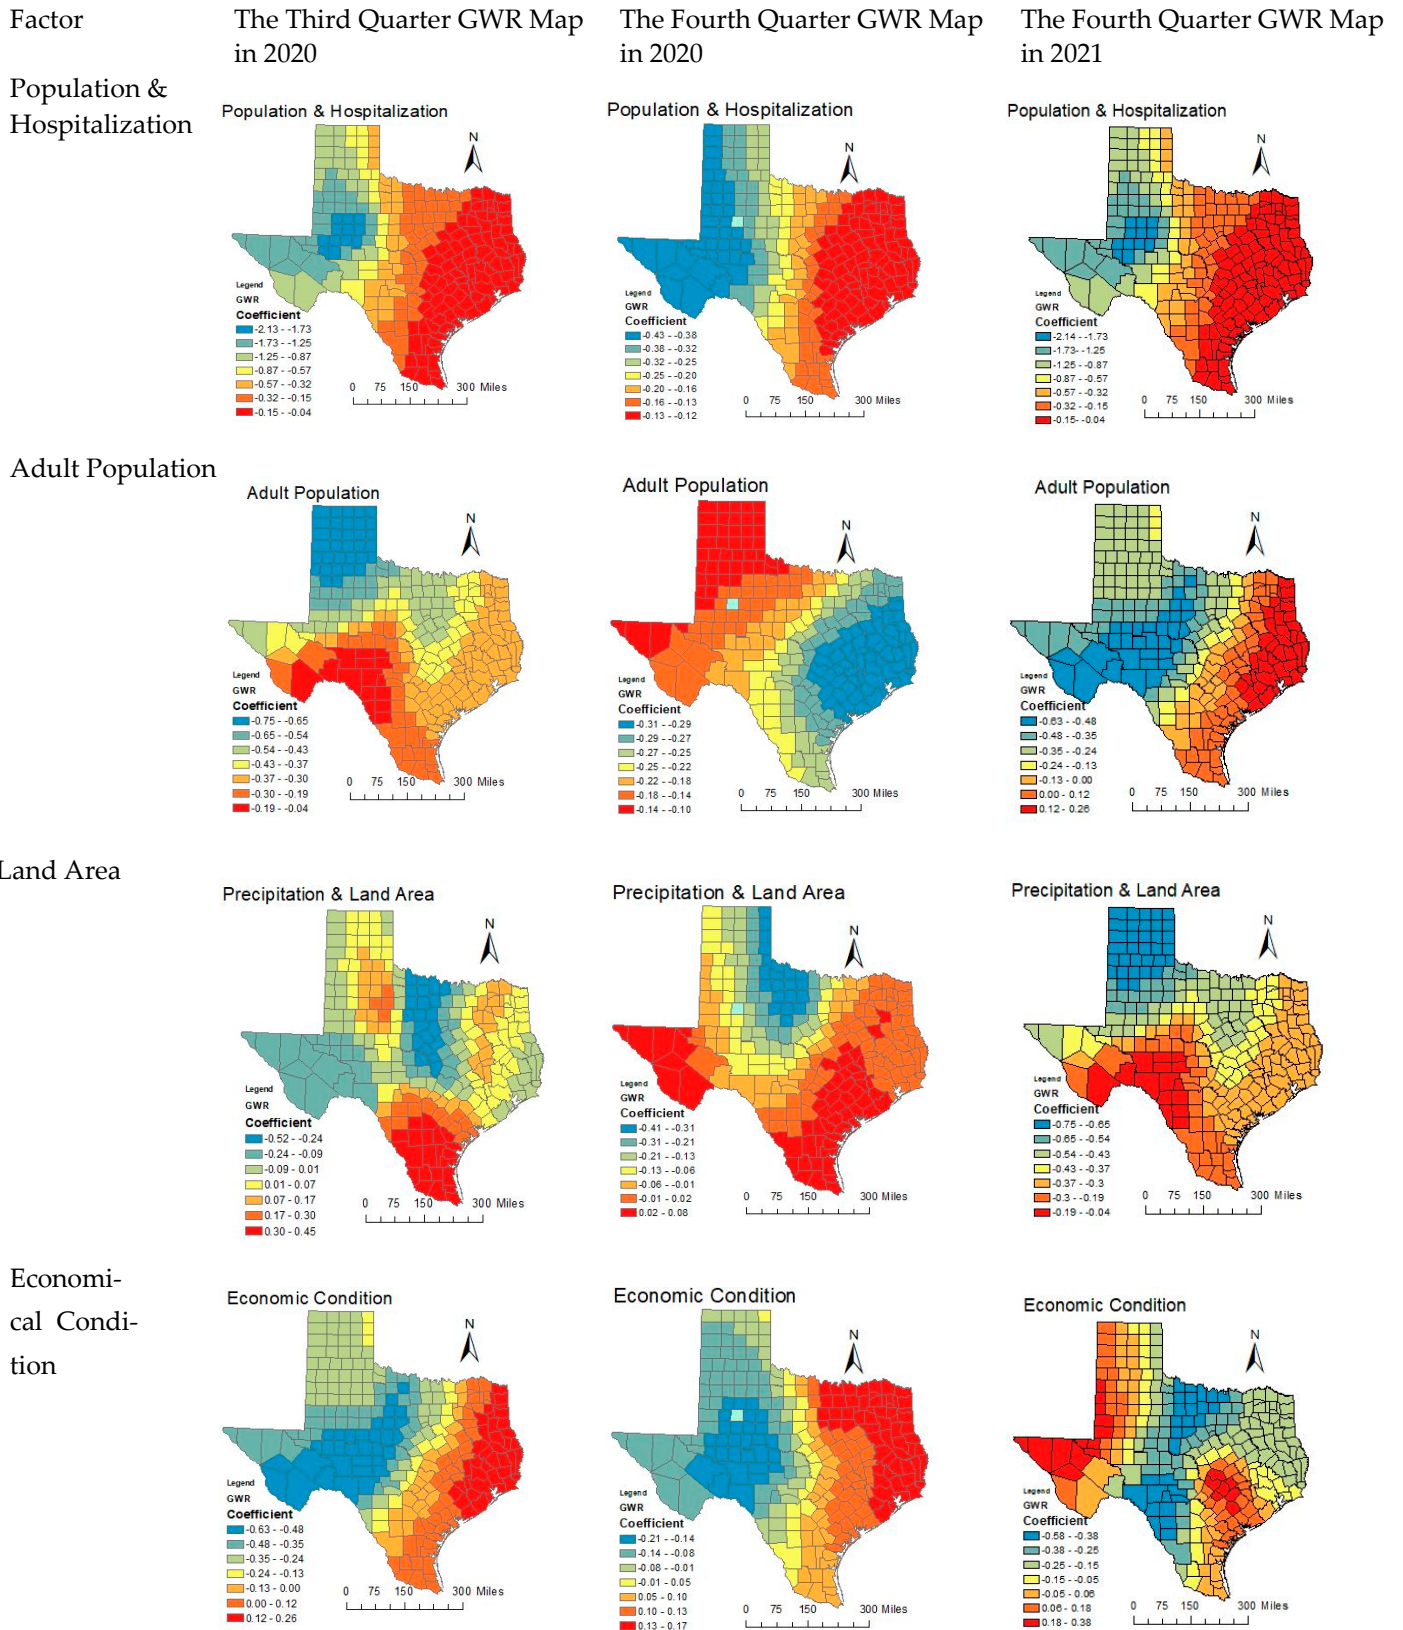 Factor
The Third Quarter GWR Map
in 2020
The Fourth Quarter GWR Map
in 2020
The Fourth Quarter GWR Map
in 2021
Population &
Hospitalization
Population & Hospitalization
N
Legend
GWR
Coefficient
-2.13 - -1.73
-1.73 - -1.25
-1.25 - -0.87
-0.87 - -0.57
-0.57 - -0.32
-0.32 - -0.15
-0.15 - -0.04
0 75 150 300 Miles
Population & Hospitalization
N
Legend
GWR
Coefficient
-0.43 - -0.38
-0.38 - -0.32
-0.32 - -0.25
-0.25 - -0.20
-0.20 - -0.16
-0.16 - -0.13
-0.13 - -0.12
0 75 150 300 Miles
Population & Hospitalization
N
Legend
GWR
Coefficient
-2.14 - -1.73
-1.73- -1.25
-1.25 - -0.87
-0.87 - -0.57
-0.57 - -0.32
-0.32 - -0.15
-0.15- -0.04
0 75 150 300 Miles
Adult Population
Adult Population
N
Legend
GWR
Coefficient
-0.75 - -0.65
-0.65 - -0.54
-0.54 - -0.43
-0.43 - -0.37
-0.37 - -0.30
-0.30 - -0.19
-0.19 - -0.04
0 75 150 300 Miles
Adult Population
N
Legend
GWR
Coefficient
-0.31 - -0.29
-0.29 - -0.27
-0.27 - -0.25
-0.25 - -0.22
-0.22 - -0.18
-0.18 - -0.14
-0.14 - -0.10
0 75 150 300 Miles
Adult Population
N
Legend
GWR
Coefficient
-0.63 - -0.48
-0.48 - -0.35
-0.35 - -0.24
-0.24 - -0.13
-0.13 - 0.00
0.00 - 0.12
0.12 - 0.26
0 75 150 300 Miles
Land Area
Precipitation & Land Area
N
Legend
GWR
Coefficient
-0.52 - -0.24
-0.24 - -0.09
-0.09 - 0.01
0.01 - 0.07
0.07 - 0.17
0.17 - 0.30
0.30 - 0.45
0 75 150 300 Miles
Precipitation & Land Area
N
Legend
GWR
Coefficient
-0.41 - -0.31
-0.31 - -0.21
-0.21 - -0.13
-0.13 - -0.06
-0.06 - -0.01
-0.01 - 0.02
0.02 - 0.08
0 75 150 300 Miles
Precipitation & Land Area
N
Legend
GWR
Coefficient
-0.75 - -0.65
-0.65 - -0.54
-0.54 - -0.43
-0.43 - -0.37
-0.37 - -0.3
-0.3 - -0.19
-0.19 - -0.04
0 75 150 300 Miles
Economi-
cal Condi-
tion
Economic Condition
N
Legend
GWR
Coefficient
-0.63 - -0.48
-0.48 - -0.35
-0.35 - -0.24
-0.24 - -0.13
-0.13 - 0.00
0.00 - 0.12
0.12 - 0.26
0 75 150 300 Miles
Economic Condition
N
Legend
GWR
Coefficient
-0.21 - -0.14
-0.14 - -0.08
-0.08 - -0.01
-0.01 - 0.05
0.05 - 0.10
0.10 - 0.13
0.13 - 0.17
0 75 150 300 Miles
Economic Condition
N
Legend
GWR
Coefficient
-0.58 - -0.38
-0.38 - -0.25
-0.25 - -0.15
-0.15 - -0.05
-0.05 - 0.06
0.06 - 0.18
0.18 - 0.38
0 75 150 300 Miles